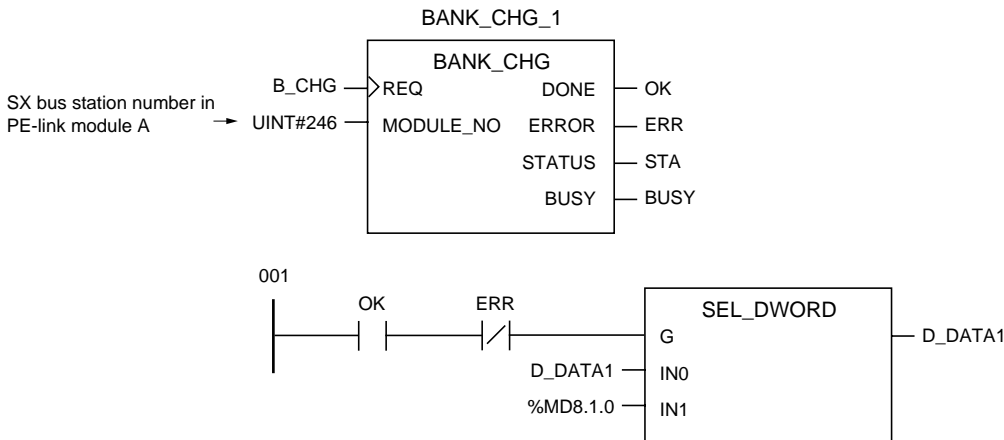 BANK_CHG_1
BANK_CHG
B_CHG REQ DONE OK
SX bus station number in
PE-link module A
UINT#246 MODULE_NO ERROR ERR
STATUS STA
BUSY BUSY
001
OK ERR
SEL_DWORD
G D_DATA1
D_DATA1 IN0
%MD8.1.0 IN1